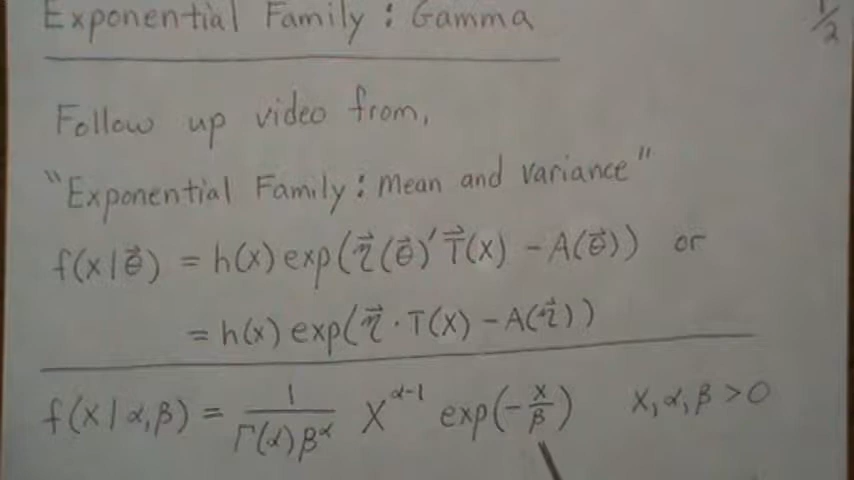 Exponential Family : Gamma
1/2
Follow up video from,
"Exponential Family : Mean and variance"
f(x|θ⃗) = h(x) exp(η⃗(θ⃗)' T⃗(x) - A(θ⃗)) or
= h(x) exp(η⃗ · T(x) - A(η⃗))
f(x|α,β) = 1/(Γ(α)β^α) x^(α-1) exp(-x/β) x,α,β > 0